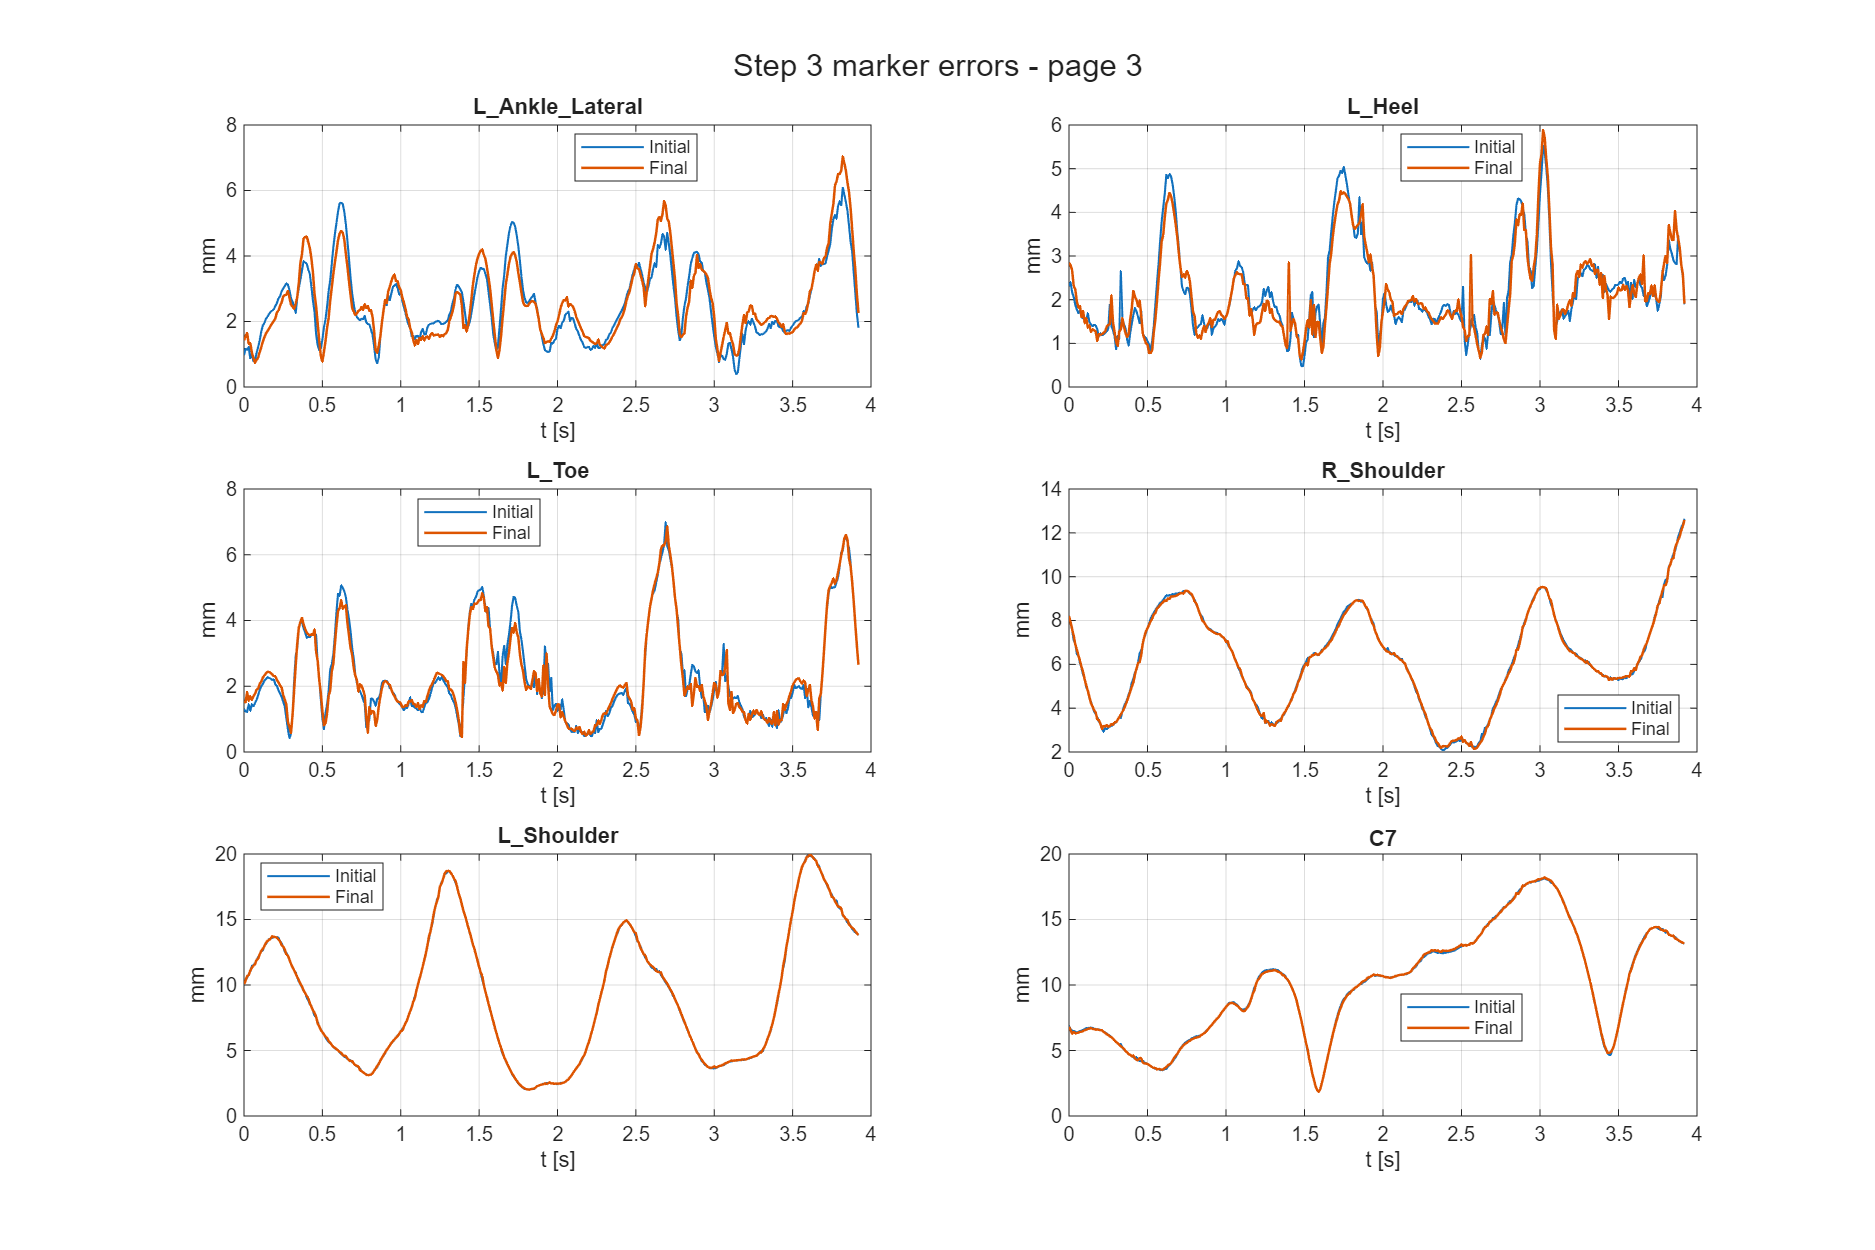 Step 3 marker errors - page 3
L_Ankle_Lateral
8
6
4
2
0
mm
Initial
Final
0 0.5 1 1.5 2 2.5 3 3.5 4
t [s]
L_Heel
6
5
4
3
2
1
0
mm
Initial
Final
0 0.5 1 1.5 2 2.5 3 3.5 4
t [s]
L_Toe
8
6
4
2
0
mm
Initial
Final
0 0.5 1 1.5 2 2.5 3 3.5 4
t [s]
R_Shoulder
14
12
10
8
6
4
2
mm
Initial
Final
0 0.5 1 1.5 2 2.5 3 3.5 4
t [s]
L_Shoulder
20
15
10
5
0
mm
Initial
Final
0 0.5 1 1.5 2 2.5 3 3.5 4
t [s]
C7
20
15
10
5
0
mm
Initial
Final
0 0.5 1 1.5 2 2.5 3 3.5 4
t [s]